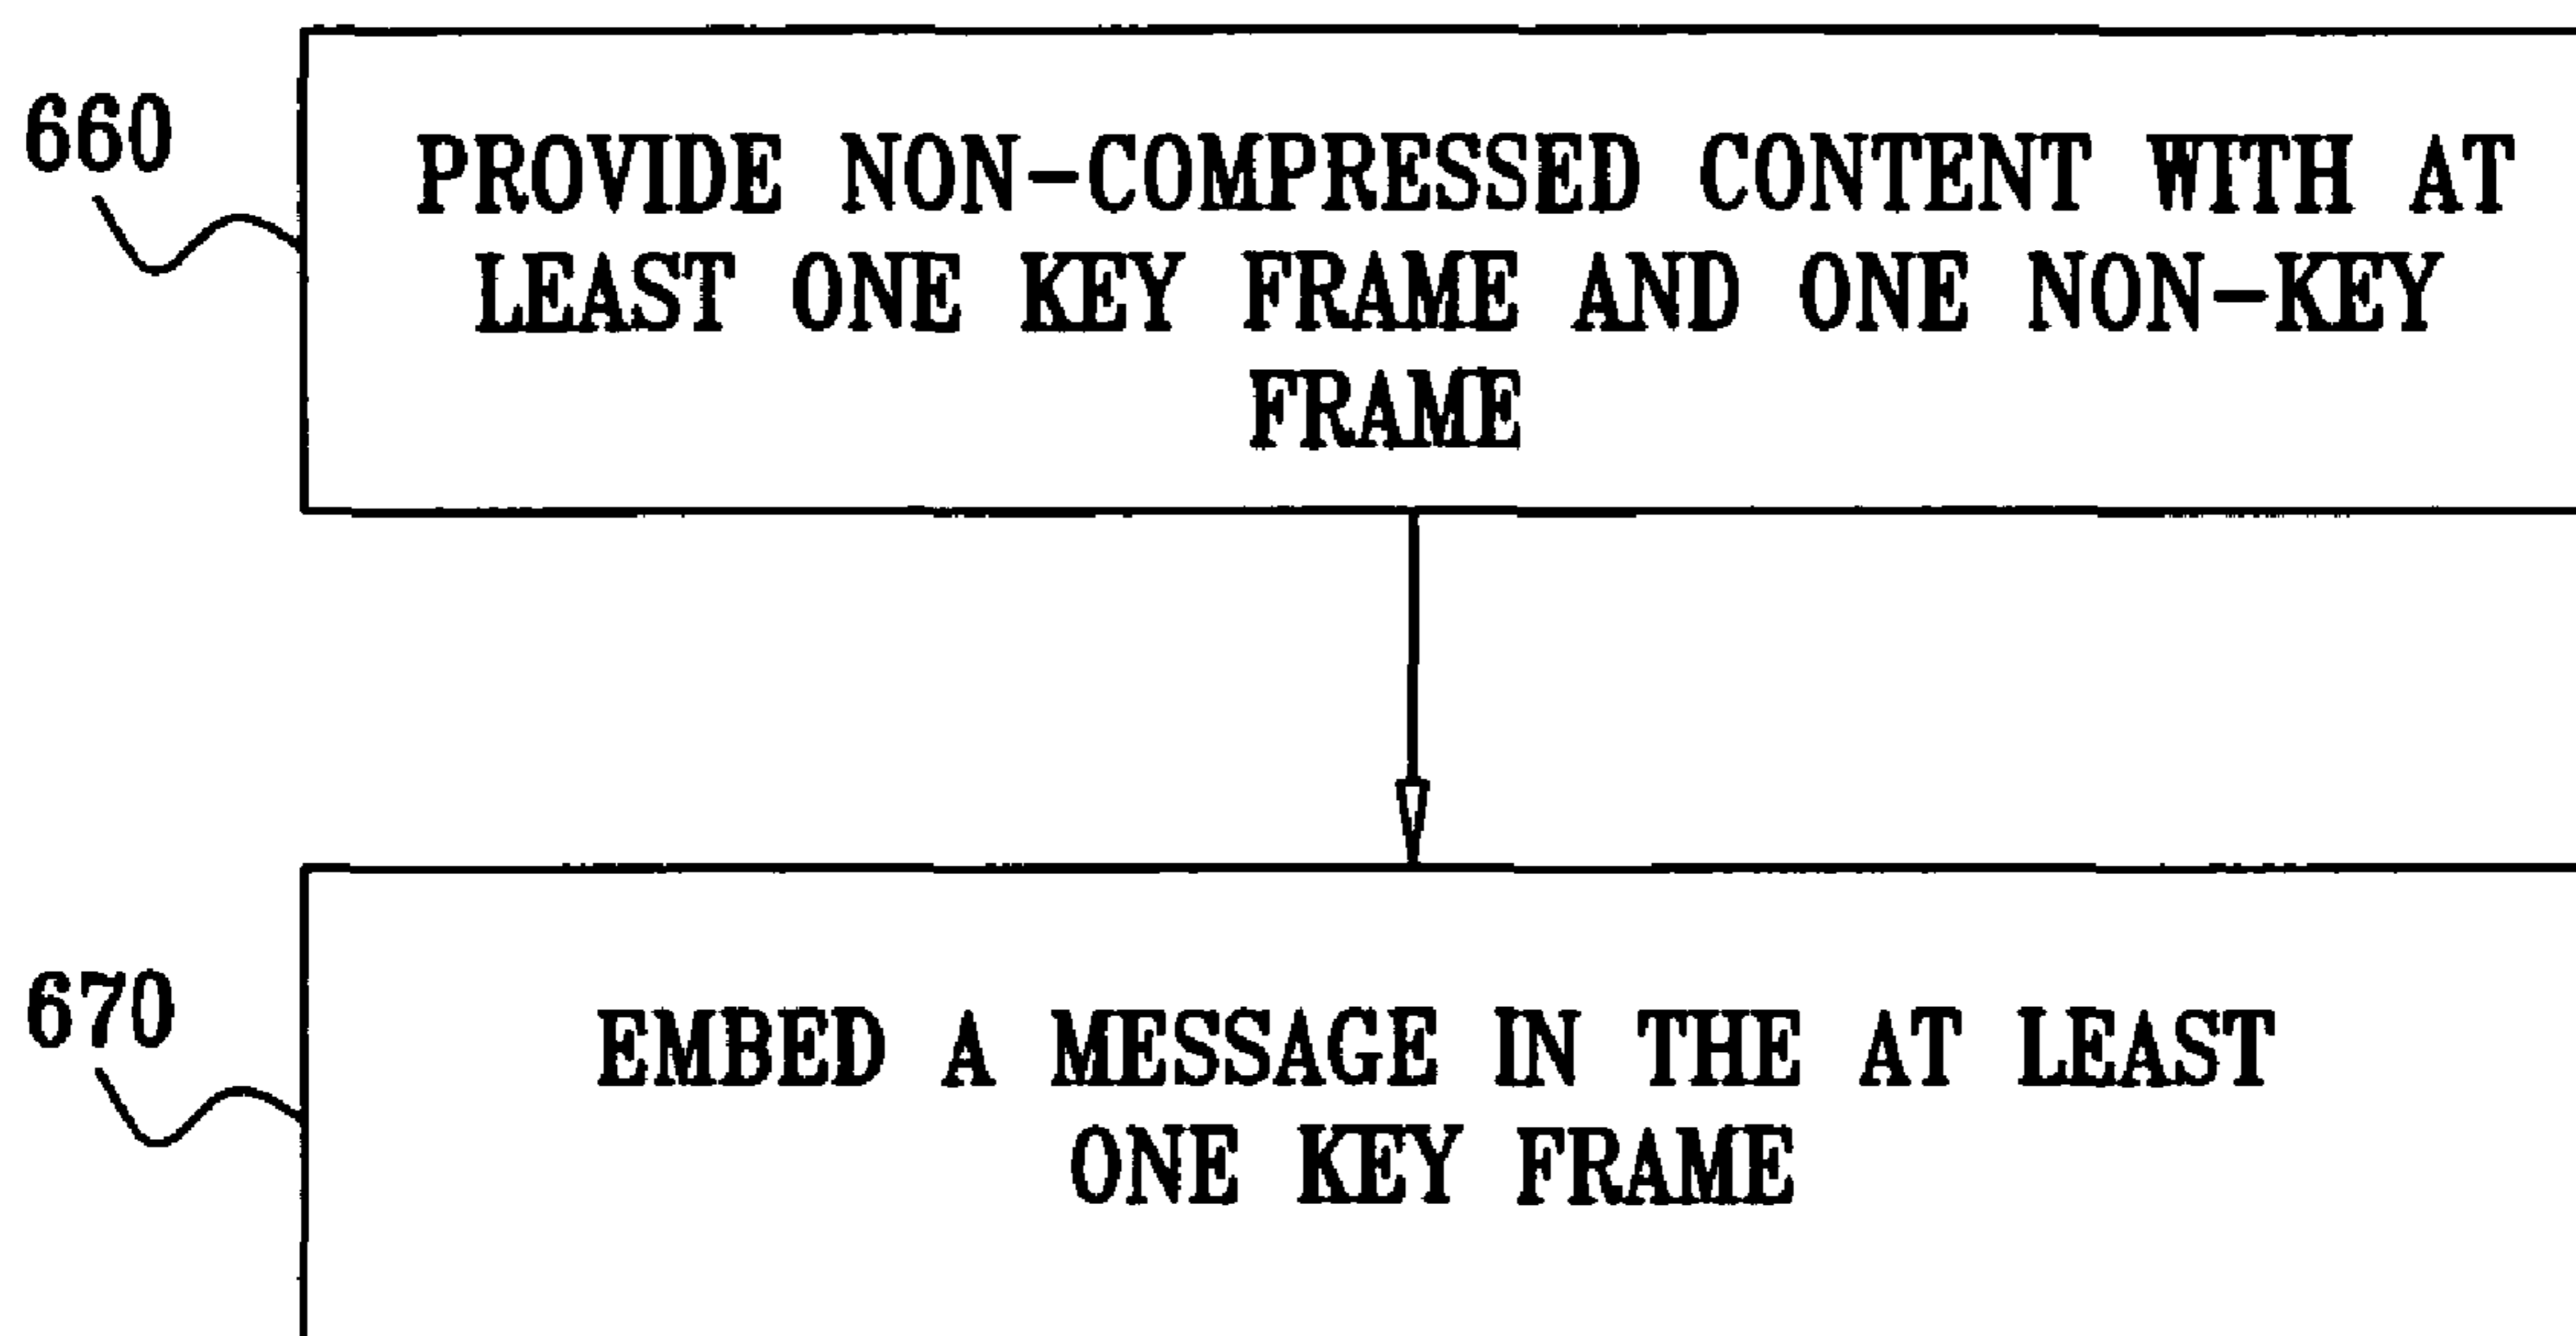 660
PROVIDE NON-COMPRESSED CONTENT WITH AT
LEAST ONE KEY FRAME AND ONE NON-KEY
FRAME
670
EMBED A MESSAGE IN THE AT LEAST
ONE KEY FRAME